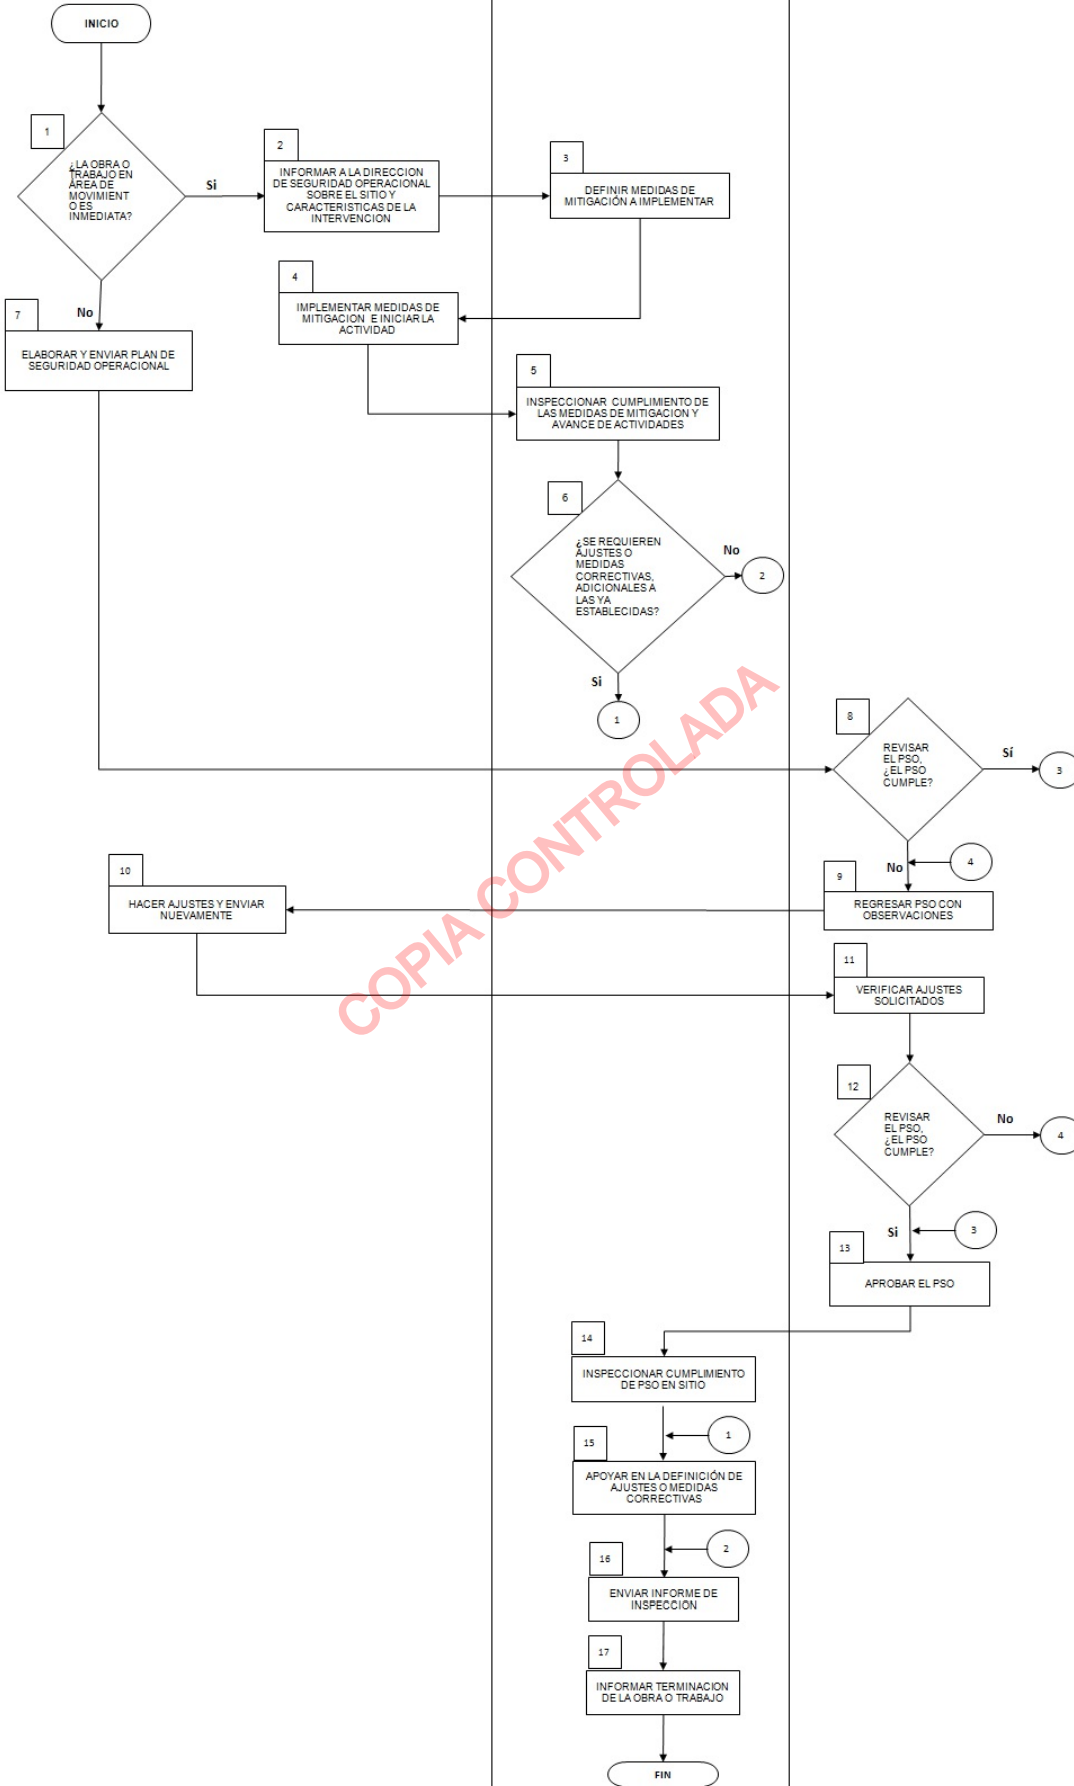 INICIO
1
¿LA OBRA O
TRABAJO EN
ÁREA DE
MOVIMIENT
O ES
INMEDIATA?
Si
2
INFORMAR A LA DIRECCION
DE SEGURIDAD OPERACIONAL
SOBRE EL SITIO Y
CARACTERISTICAS DE LA
INTERVENCION
3
DEFINIR MEDIDAS DE
MITIGACIÓN A IMPLEMENTAR
4
IMPLEMENTAR MEDIDAS DE
MITIGACION E INICIAR LA
ACTIVIDAD
No
7
ELABORAR Y ENVIAR PLAN DE
SEGURIDAD OPERACIONAL
5
INSPECCIONAR CUMPLIMIENTO DE
LAS MEDIDAS DE MITIGACION Y
AVANCE DE ACTIVIDADES
6
¿SE REQUIEREN
AJUSTES O
MEDIDAS
CORRECTIVAS,
ADICIONALES A
LAS YA
ESTABLECIDAS?
No
2
Si
1
8
REVISAR
EL PSO,
¿EL PSO
CUMPLE?
Sí
3
No
4
9
REGRESAR PSO CON
OBSERVACIONES
10
HACER AJUSTES Y ENVIAR
NUEVAMENTE
11
VERIFICAR AJUSTES
SOLICITADOS
12
REVISAR
EL PSO,
¿EL PSO
CUMPLE?
No
4
Si
3
13
APROBAR EL PSO
14
INSPECCIONAR CUMPLIMIENTO
DE PSO EN SITIO
1
15
APOYAR EN LA DEFINICIÓN DE
AJUSTES O MEDIDAS
CORRECTIVAS
2
16
ENVIAR INFORME DE
INSPECCION
17
INFORMAR TERMINACION
DE LA OBRA O TRABAJO
FIN
COPIA CONTROLADA